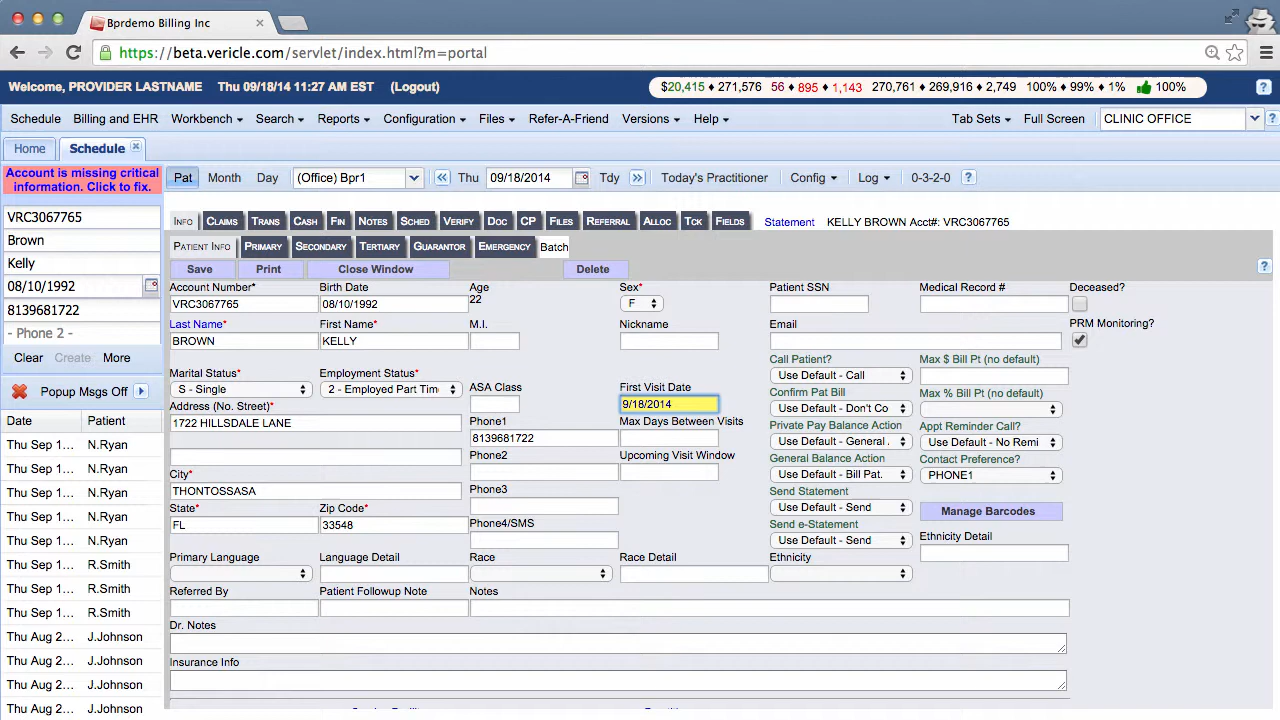 Bprdemo Billing Inc
https://beta.vericle.com/servlet/index.html?m=portal
Welcome, PROVIDER LASTNAME Thu 09/18/14 11:27 AM EST (Logout) $20,415 ♦ 271,576 56 ♦ 895 ♦ 1,143 270,761 ♦ 269,916 ♦ 2,749 100% ♦ 99% ♦ 1% 100% ?
Schedule Billing and EHR Workbench Search Reports Configuration Files Refer-A-Friend Versions Help Tab Sets Full Screen CLINIC OFFICE ?
Home Schedule
Account is missing critical
information. Click to fix.
Pat Month Day (Office) Bpr1 Thu 09/18/2014 Tdy Today's Practitioner Config Log 0-3-2-0 ?
VRC3067765
Brown
Kelly
08/10/1992
8139681722
- Phone 2 -
Clear Create More
Popup Msgs Off
Date Patient
Thu Sep 1... N.Ryan
Thu Sep 1... N.Ryan
Thu Sep 1... N.Ryan
Thu Sep 1... N.Ryan
Thu Sep 1... N.Ryan
Thu Sep 1... R.Smith
Thu Sep 1... R.Smith
Thu Sep 1... R.Smith
Thu Aug 2... J.Johnson
Thu Aug 2... J.Johnson
Thu Aug 2... J.Johnson
Thu Aug 2... J.Johnson
INFO CLAIMS TRANS CASH FIN NOTES SCHED VERIFY DOC CP FILES REFERRAL ALLOC TCK FIELDS Statement KELLY BROWN Acct#: VRC3067765
PATIENT INFO PRIMARY SECONDARY TERTIARY GUARANTOR EMERGENCY Batch
Save Print Close Window Delete ?
Account Number* Birth Date Age Sex* Patient SSN Medical Record # Deceased?
VRC3067765 08/10/1992 22 F
Last Name* First Name* M.I. Nickname Email PRM Monitoring?
BROWN KELLY
Call Patient? Max $ Bill Pt (no default)
Marital Status* Employment Status* Use Default - Call
S - Single 2 - Employed Part Tim ASA Class First Visit Date Confirm Pat Bill Max % Bill Pt (no default)
Address (No. Street)* 9/18/2014 Use Default - Don't Co
1722 HILLSDALE LANE Phone1 Max Days Between Visits Private Pay Balance Action Appt Reminder Call?
8139681722 Use Default - General . Use Default - No Remi
Phone2 Upcoming Visit Window General Balance Action Contact Preference?
City* Use Default - Bill Pat. PHONE1
THONTOSSASA Phone3 Send Statement
State* Zip Code* Use Default - Send Manage Barcodes
FL 33548 Phone4/SMS Send e-Statement
Use Default - Send Ethnicity Detail
Primary Language Language Detail Race Race Detail Ethnicity
Referred By Patient Followup Note Notes
Dr. Notes
Insurance Info